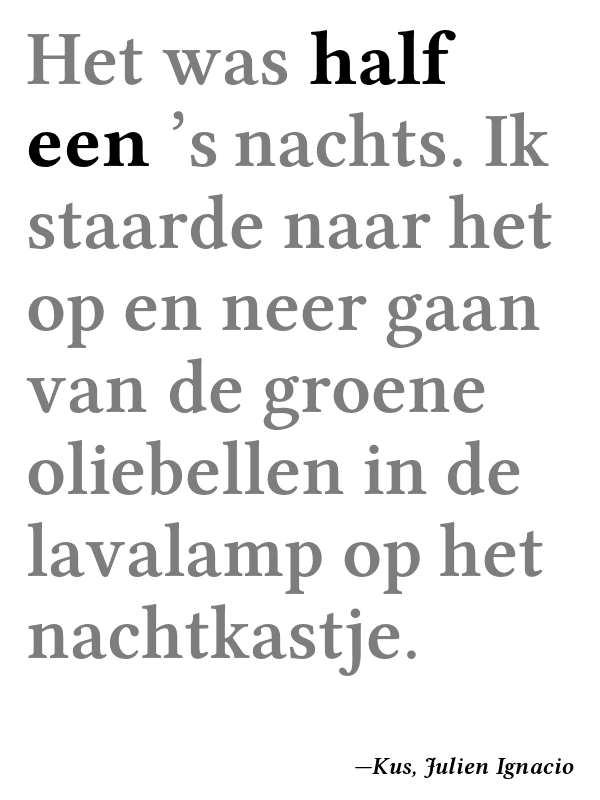 Het was half
een ’s nachts. Ik
staarde naar het
op en neer gaan
van de groene
oliebellen in de
lavalamp op het
nachtkastje.
—Kus, Julien Ignacio